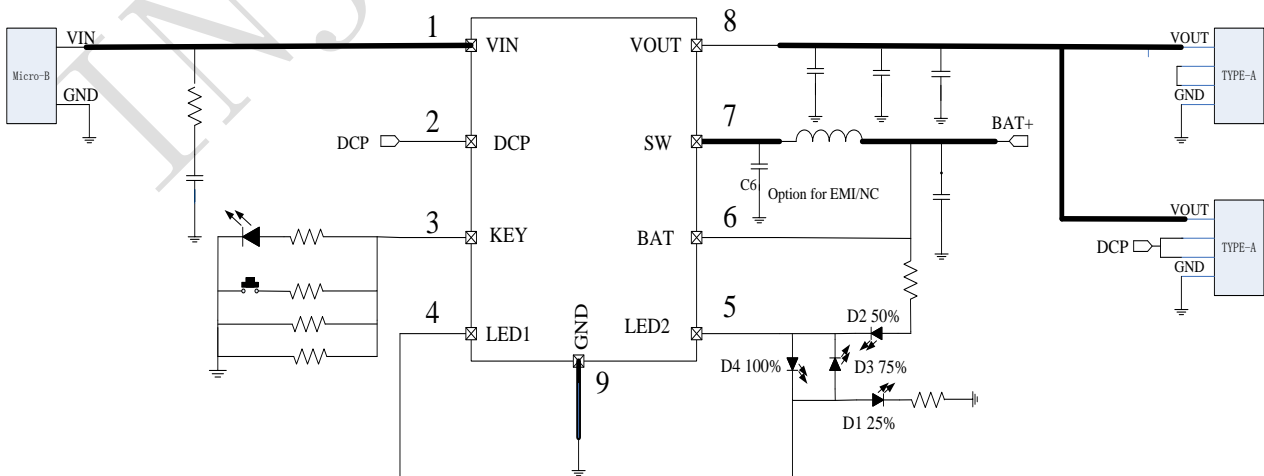 1
8
VIN
VIN
VOUT
VOUT
Micro-B
TYPE-A
GND
GND
2
7
BAT+
DCP
DCP
SW
C6
Option for EMI/NC
6
3
KEY
BAT
VOUT
DCP
TYPE-A
GND
4
5
LED1
GND
LED2
D2 50%
9
D4 100%
D3 75%
D1 25%